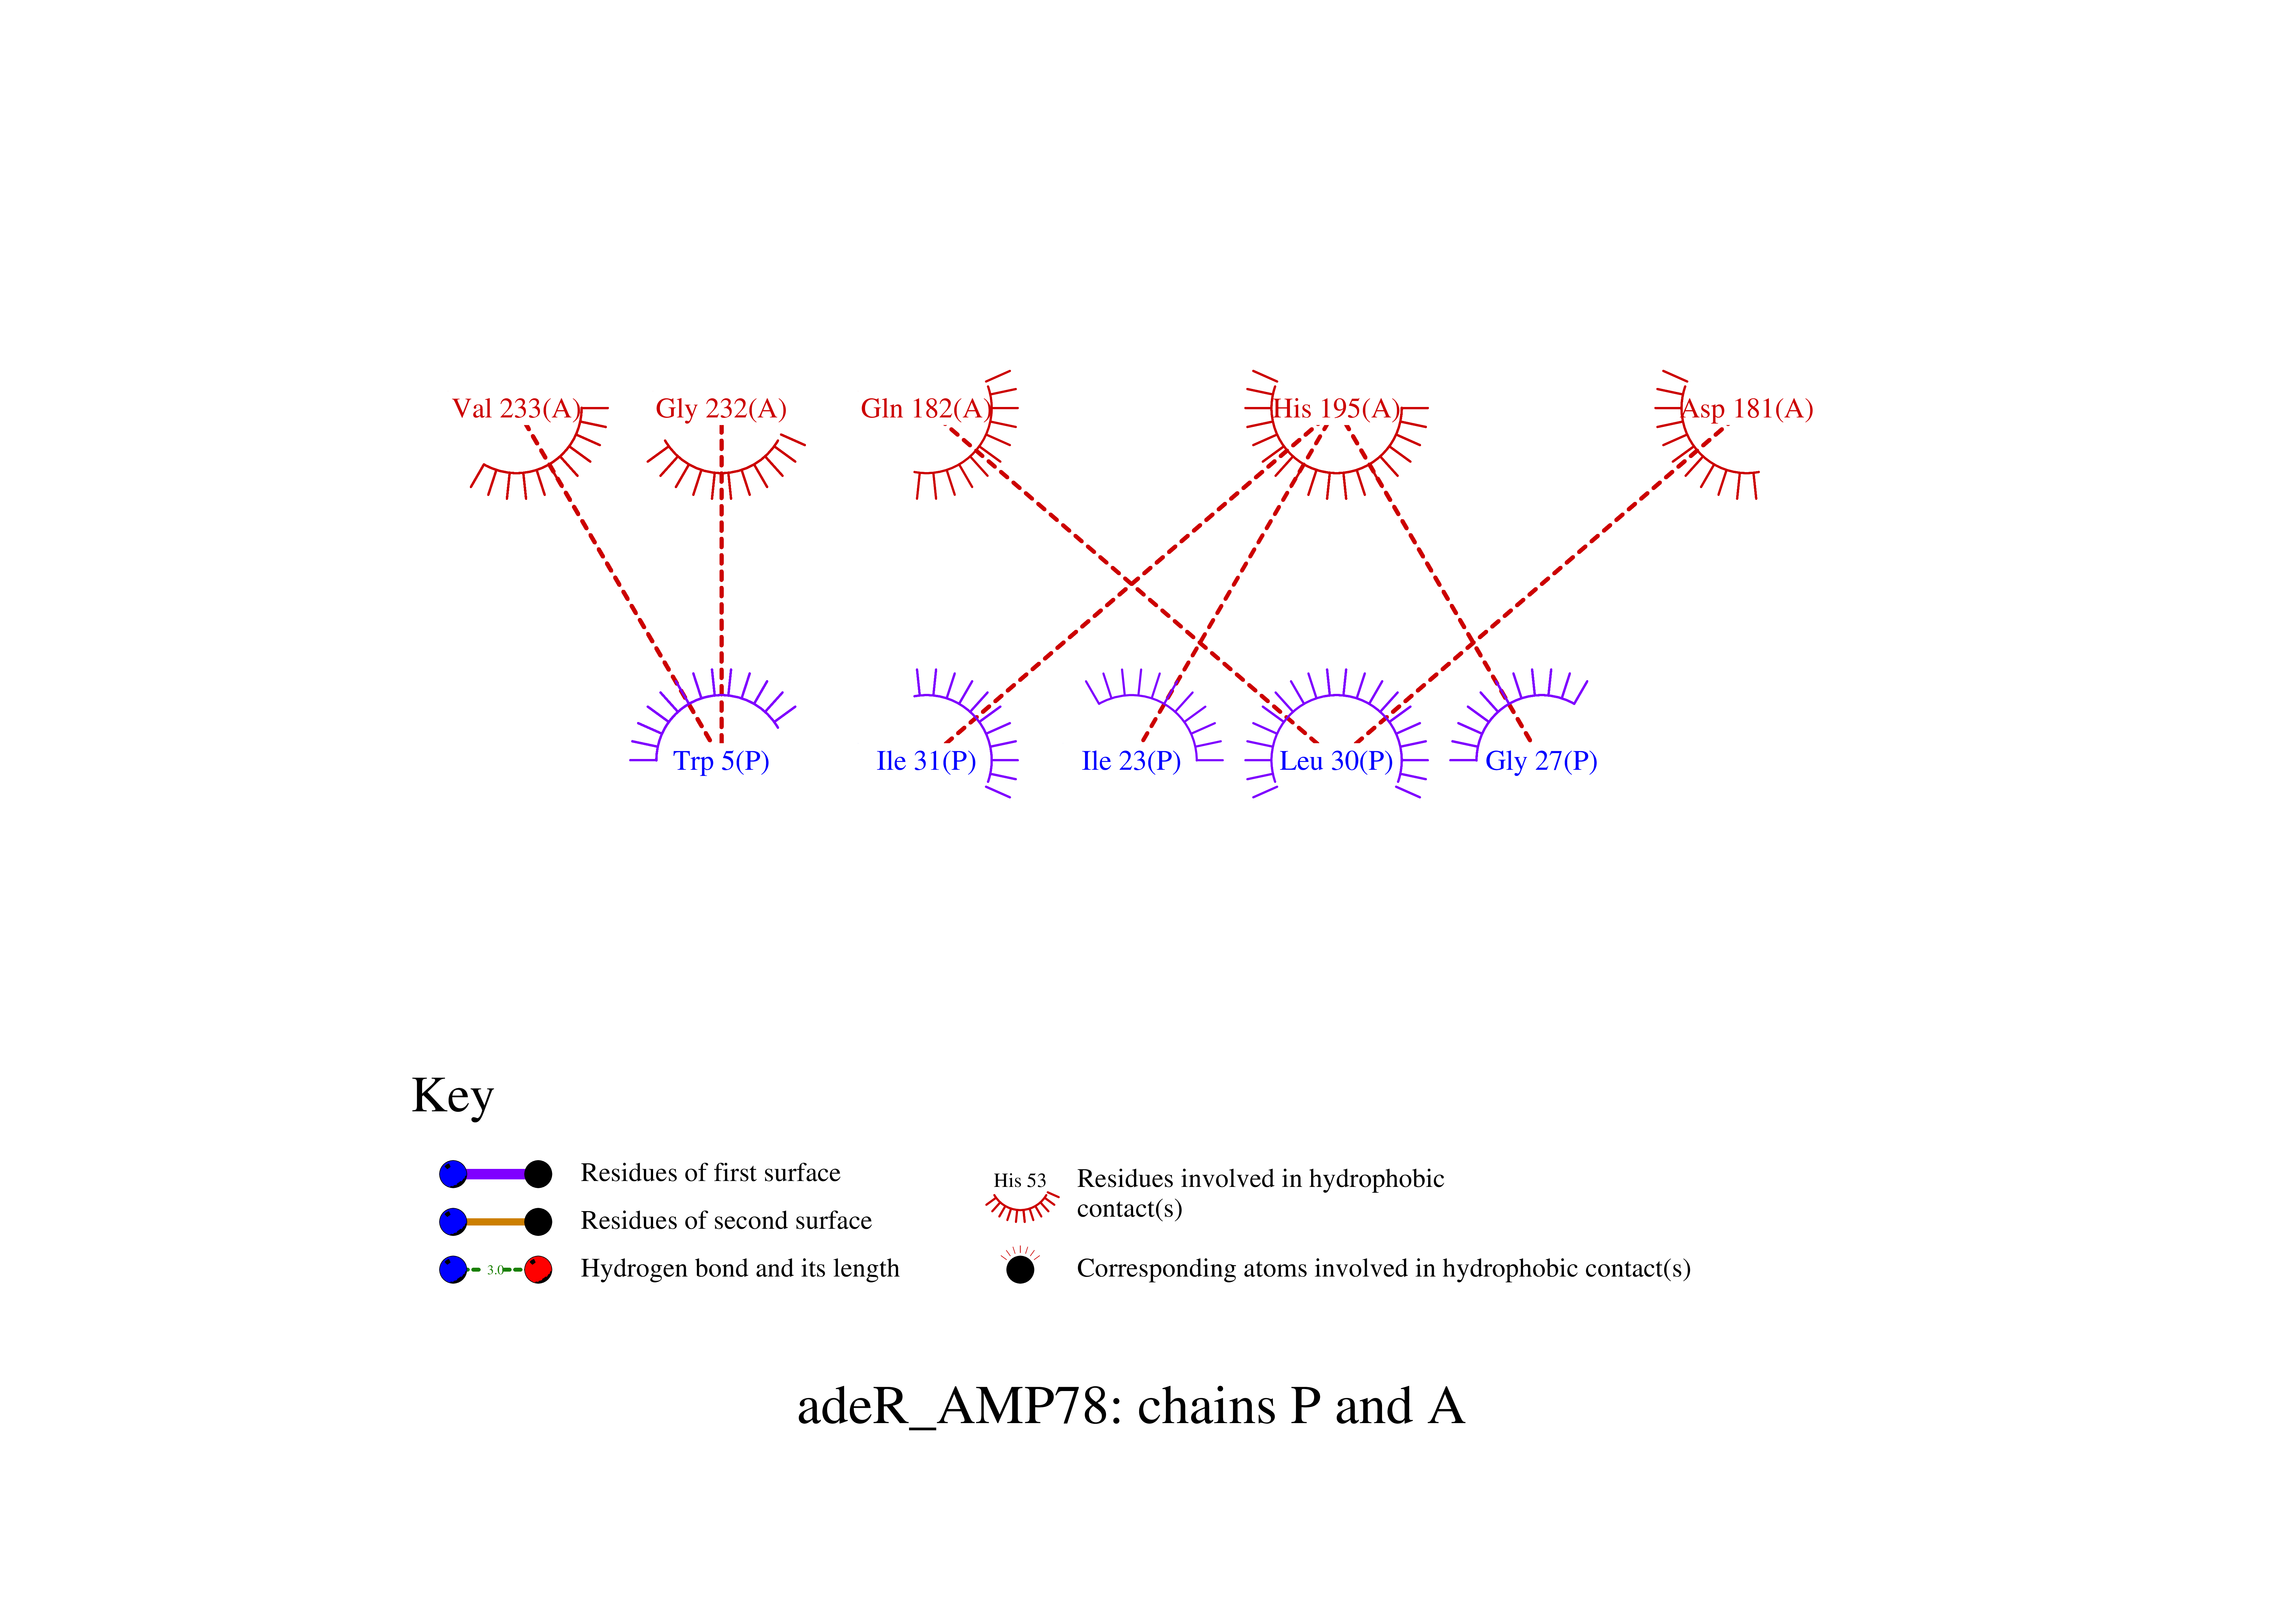 Val 233(A) Gly 232(A) Gln 182(A) His 195(A) Asp 181(A)
Trp 5(P) Ile 31(P) Ile 23(P) Leu 30(P) Gly 27(P)
Key
Residues of first surface
Residues of second surface
3.0 Hydrogen bond and its length
His 53 Residues involved in hydrophobic
contact(s)
Corresponding atoms involved in hydrophobic contact(s)
adeR_AMP78: chains P and A